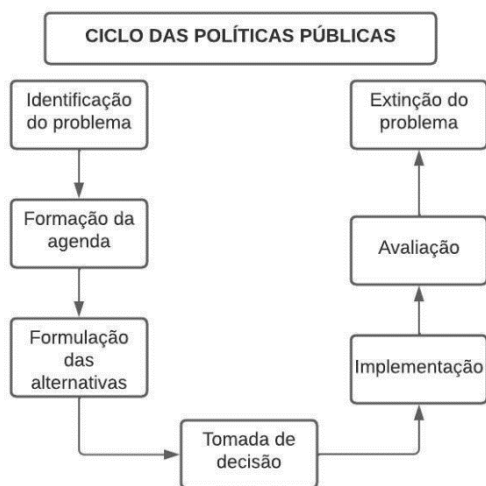 CICLO DAS POLÍTICAS PÚBLICAS
Identificação
do problema
Formação da
agenda
Formulação
das
alternativas
Tomada de
decisão
Implementação
Avaliação
Extinção do
problema